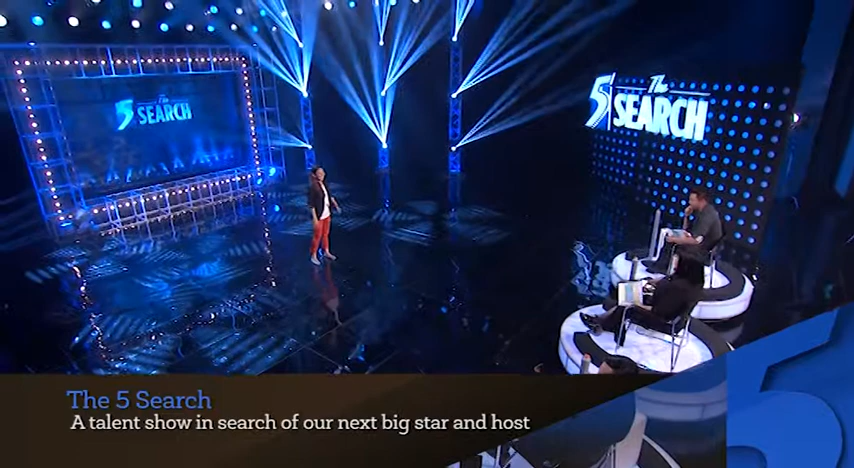 5 The
SEARCH
5 The
SEARCH
The 5 Search
A talent show in search of our next big star and host
5